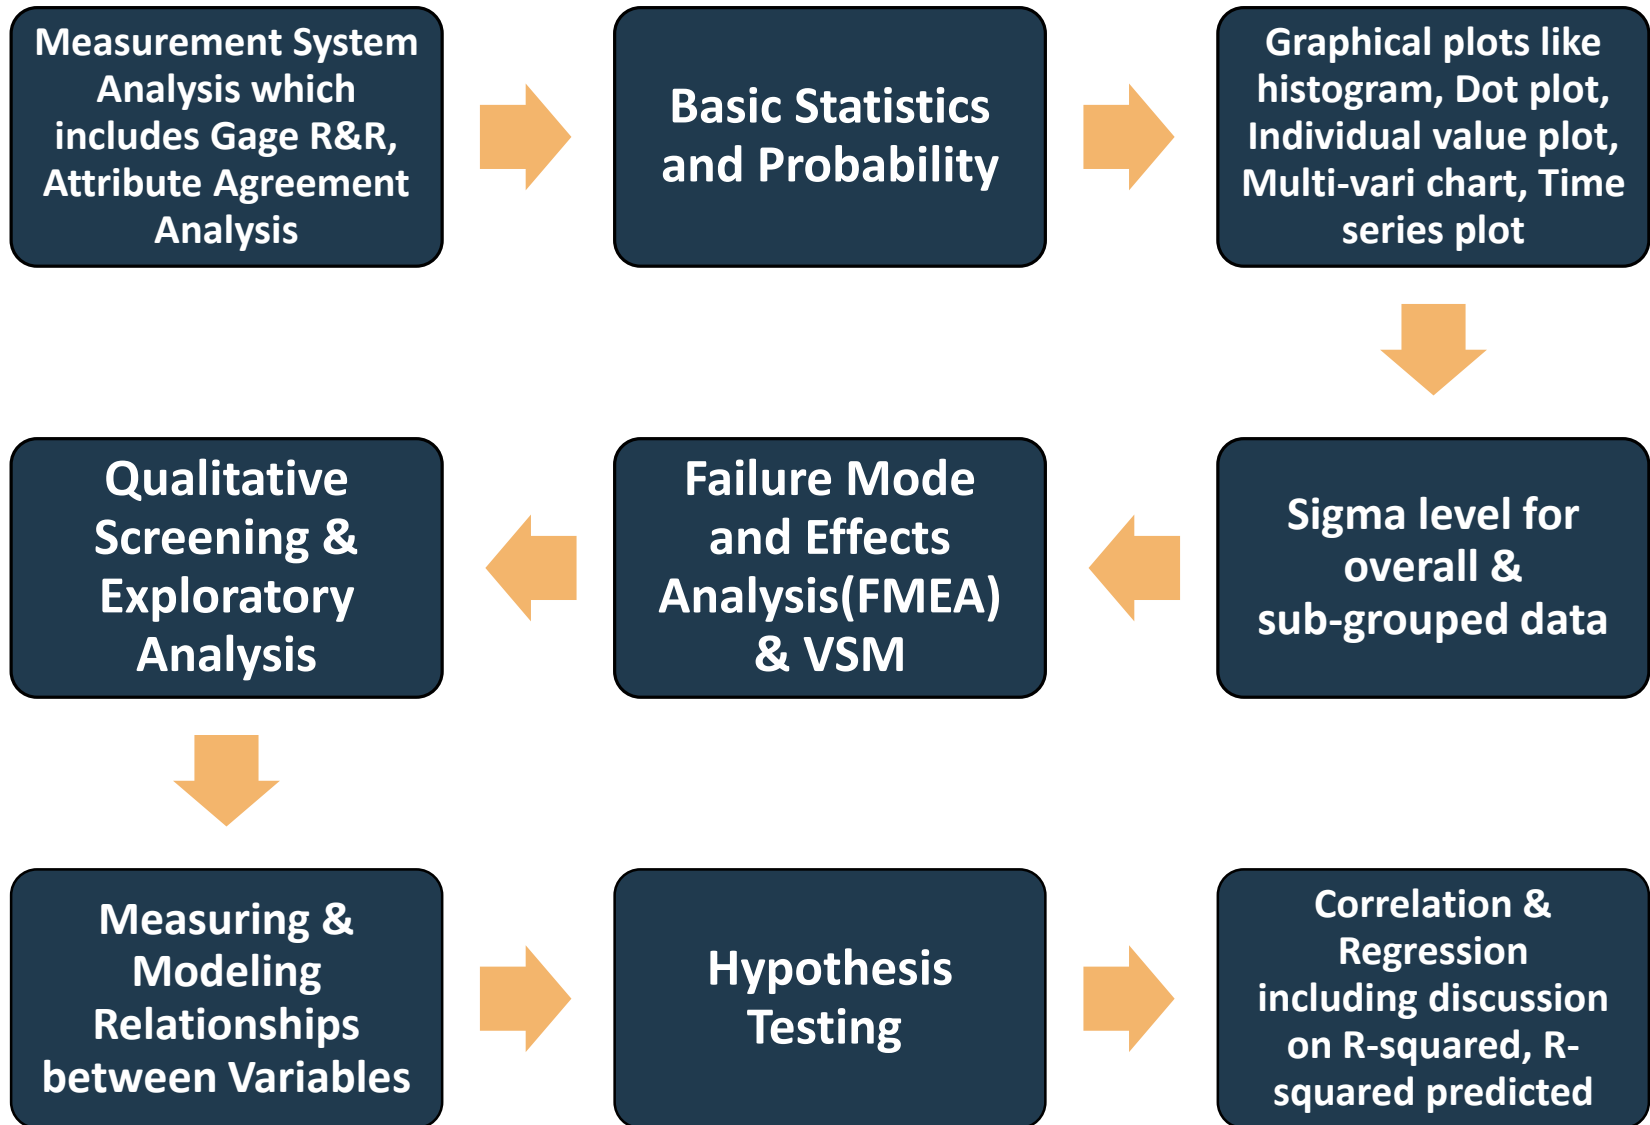 Measurement System
Analysis which
includes Gage R&R,
Attribute Agreement
Analysis
Basic Statistics
and Probability
Graphical plots like
histogram, Dot plot,
Individual value plot,
Multi-vari chart, Time
series plot
Sigma level for
overall &
sub-grouped data
Failure Mode
and Effects
Analysis(FMEA)
& VSM
Qualitative
Screening &
Exploratory
Analysis
Measuring &
Modeling
Relationships
between Variables
Hypothesis
Testing
Correlation &
Regression
including discussion
on R-squared, R-
squared predicted